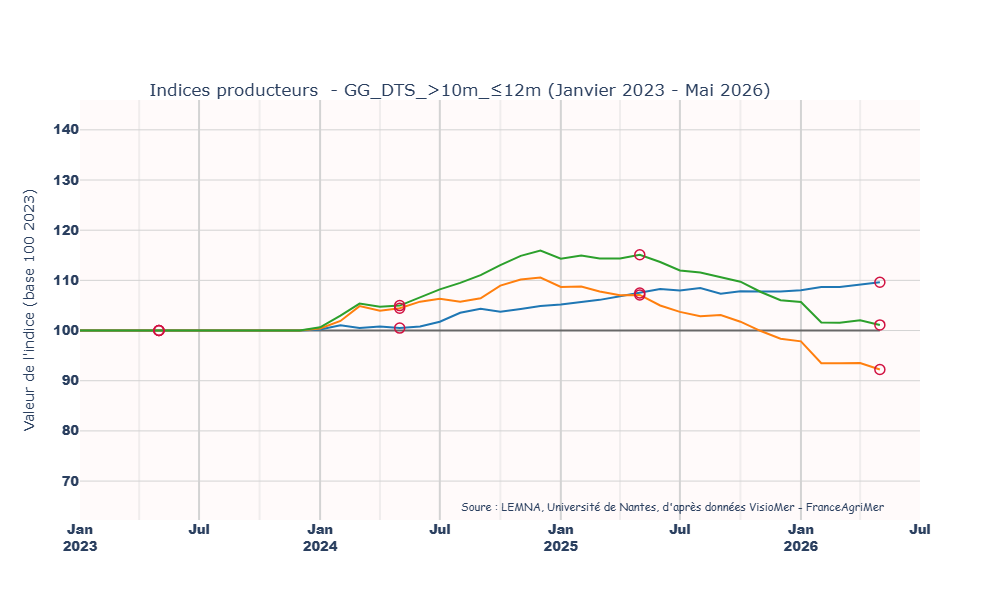 Indices producteurs - GG_DTS_>10m_≤12m (Janvier 2023 - Mai 2026)
Valeur de l'indice (base 100 2023)
140
130
120
110
100
90
80
70
Soure : LEMNA, Université de Nantes, d'après données VisioMer - FranceAgriMer
Jan Jul Jan Jul Jan Jul Jan Jul
2023 2024 2025 2026